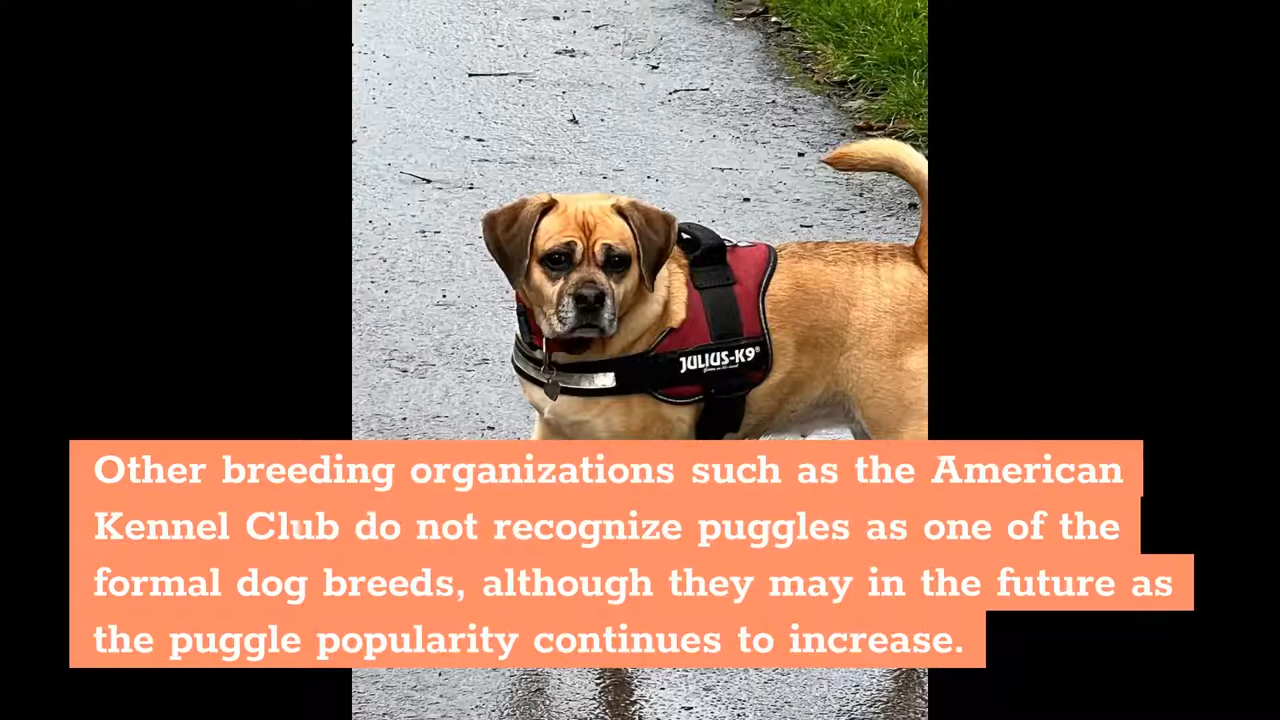 JULIUS-K9®
Other breeding organizations such as the American
Kennel Club do not recognize puggles as one of the
formal dog breeds, although they may in the future as
the puggle popularity continues to increase.